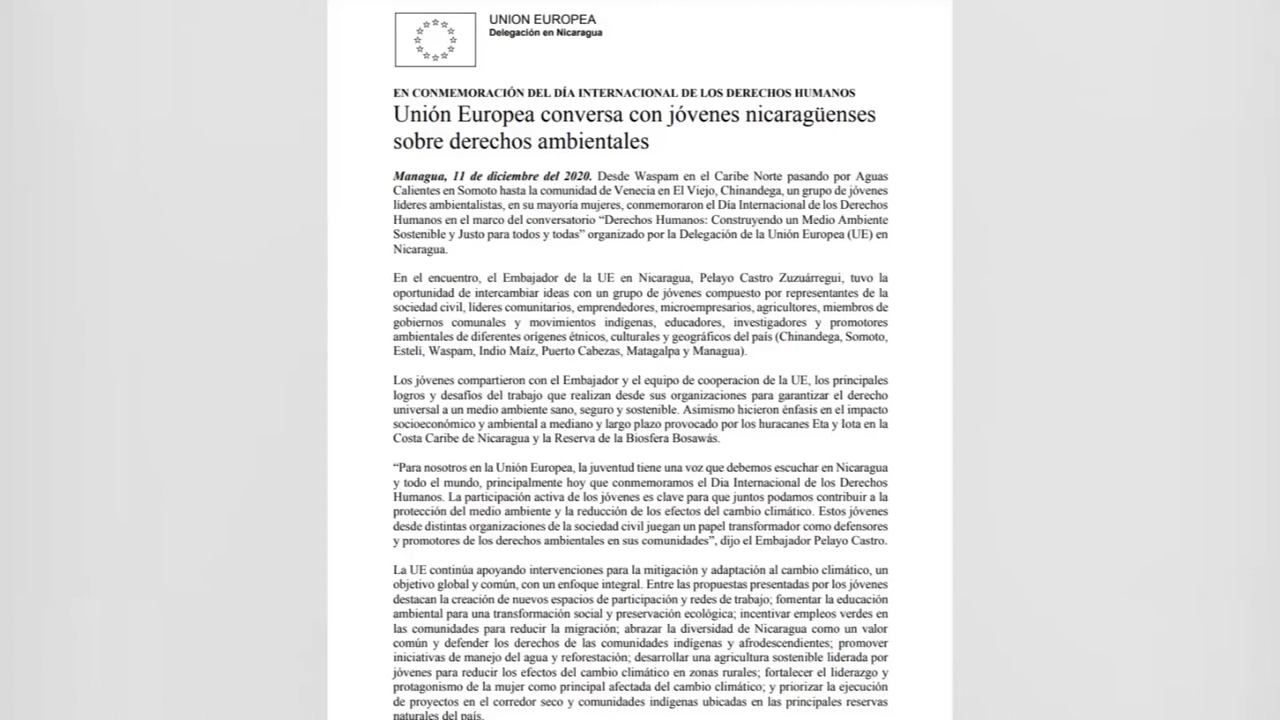 UNION EUROPEA
Delegación en Nicaragua
EN CONMEMORACIÓN DEL DÍA INTERNACIONAL DE LOS DERECHOS HUMANOS
Unión Europea conversa con jóvenes nicaragüenses
sobre derechos ambientales
Managua, 11 de diciembre del 2020. Desde Waspam en el Caribe Norte pasando por Aguas
Calientes en Somoto hasta la comunidad de Venecia en El Viejo, Chinandega, un grupo de jóvenes
líderes ambientalistas, en su mayoría mujeres, conmemoraron el Día Internacional de los Derechos
Humanos en el marco del conversatorio “Derechos Humanos: Construyendo un Medio Ambiente
Sostenible y Justo para todos y todas” organizado por la Delegación de la Unión Europea (UE) en
Nicaragua.
En el encuentro, el Embajador de la UE en Nicaragua, Pelayo Castro Zuzuárregui, tuvo la
oportunidad de intercambiar ideas con un grupo de jóvenes compuesto por representantes de la
sociedad civil, líderes comunitarios, emprendedores, microempresarios, agricultores, miembros de
gobiernos comunales y movimientos indígenas, educadores, investigadores y promotores
ambientales de diferentes orígenes étnicos, culturales y geográficos del país (Chinandega, Somoto,
Estelí, Waspam, Indio Maíz, Puerto Cabezas, Matagalpa y Managua).
Los jóvenes compartieron con el Embajador y el equipo de cooperacion de la UE, los principales
logros y desafíos del trabajo que realizan desde sus organizaciones para garantizar el derecho
universal a un medio ambiente sano, seguro y sostenible. Asimismo hicieron énfasis en el impacto
socioeconómico y ambiental a mediano y largo plazo provocado por los huracanes Eta y Iota en la
Costa Caribe de Nicaragua y la Reserva de la Biosfera Bosawás.
“Para nosotros en la Unión Europea, la juventud tiene una voz que debemos escuchar en Nicaragua
y todo el mundo, principalmente hoy que conmemoramos el Dia Internacional de los Derechos
Humanos. La participación activa de los jóvenes es clave para que juntos podamos contribuir a la
protección del medio ambiente y la reducción de los efectos del cambio climático. Estos jóvenes
desde distintas organizaciones de la sociedad civil juegan un papel transformador como defensores
y promotores de los derechos ambientales en sus comunidades”, dijo el Embajador Pelayo Castro.
La UE continúa apoyando intervenciones para la mitigación y adaptación al cambio climático, un
objetivo global y común, con un enfoque integral. Entre las propuestas presentadas por los jóvenes
destacan la creación de nuevos espacios de participación y redes de trabajo; fomentar la educación
ambiental para una transformación social y preservación ecológica; incentivar empleos verdes en
las comunidades para reducir la migración; abrazar la diversidad de Nicaragua como un valor
común y defender los derechos de las comunidades indígenas y afrodescendientes; promover
iniciativas de manejo del agua y reforestación; desarrollar una agricultura sostenible liderada por
jóvenes para reducir los efectos del cambio climático en zonas rurales; fortalecer el liderazgo y
protagonismo de la mujer como principal afectada del cambio climático; y priorizar la ejecución
de proyectos en el corredor seco y comunidades indígenas ubicadas en las principales reservas
naturales del país.